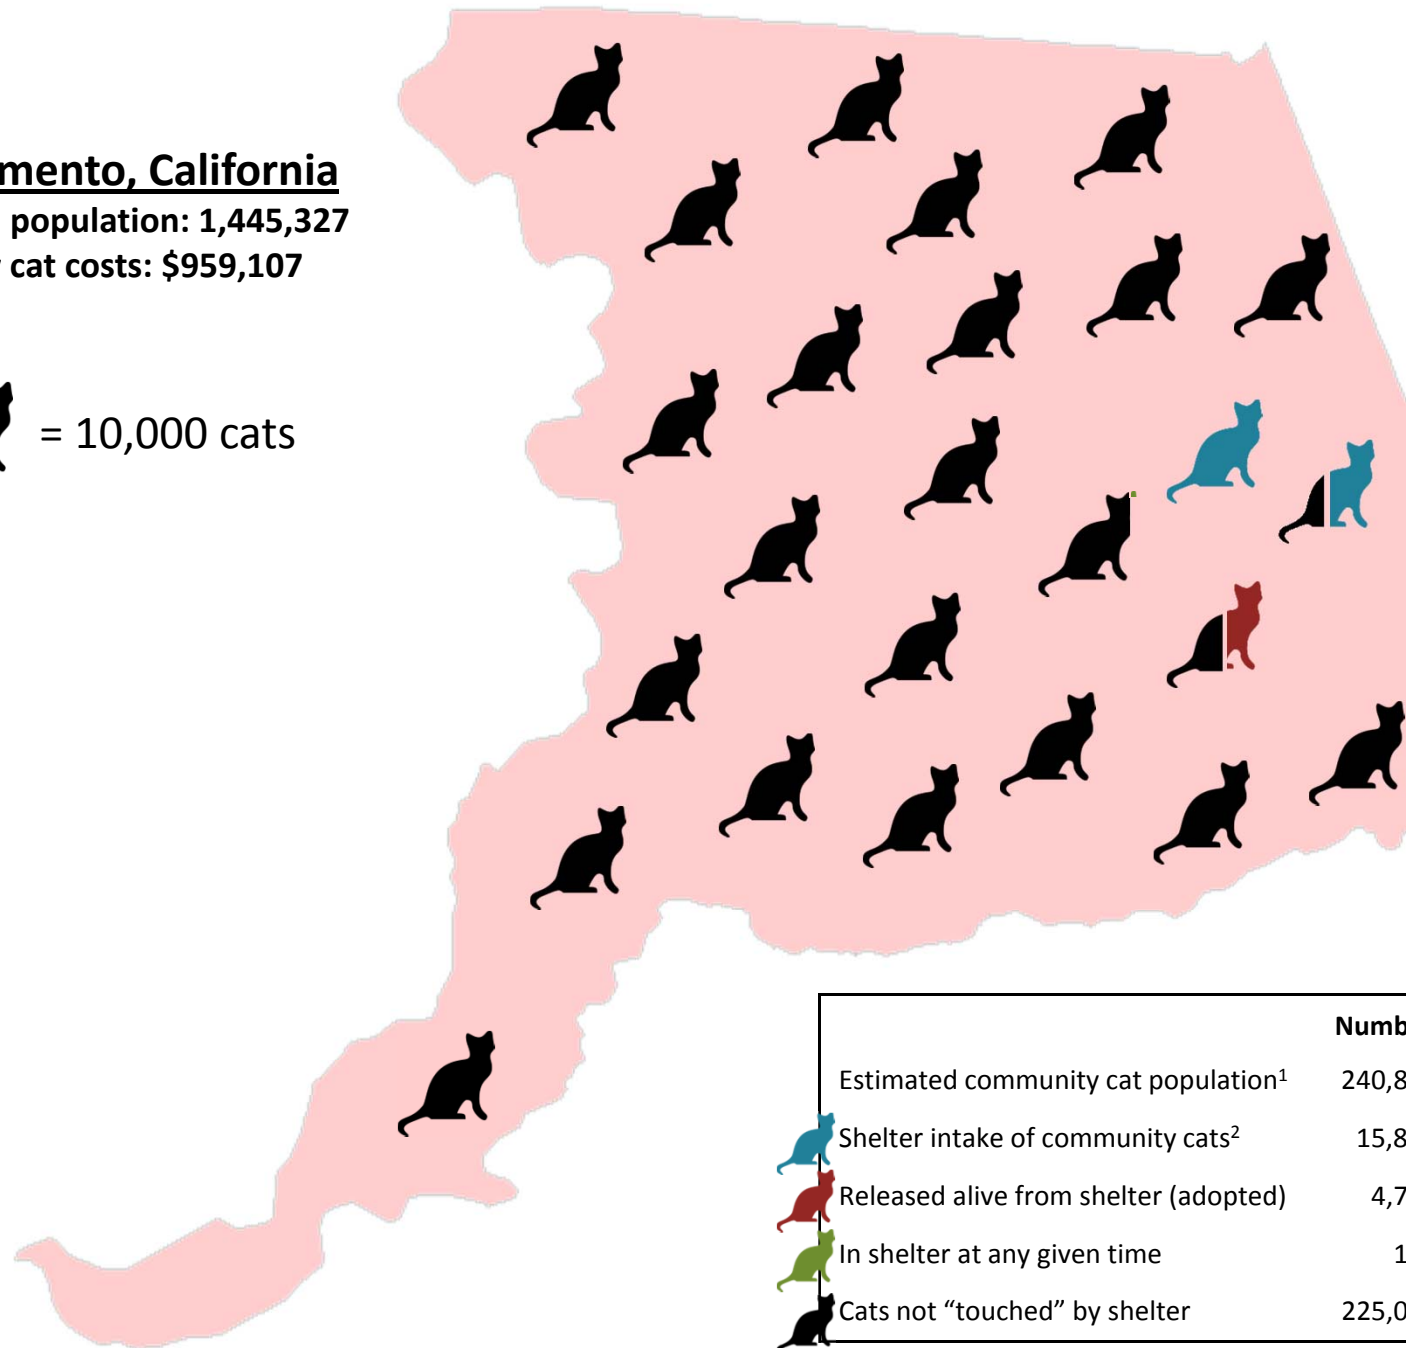 mento, California
population: 1,445,327
cat costs: $959,107
= 10,000 cats
Numb
Estimated community cat population¹ 240,8
Shelter intake of community cats² 15,8
Released alive from shelter (adopted) 4,7
In shelter at any given time 1
Cats not “touched” by shelter 225,0